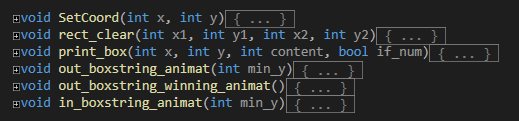 void SetCoord(int x, int y){ ... }
void rect_clear(int x1, int y1, int x2, int y2){ ... }
void print_box(int x, int y, int content, bool if_num){ ... }
void out_boxstring_animat(int min_y){ ... }
void out_boxstring_winning_animat(){ ... }
void in_boxstring_animat(int min_y){ ... }